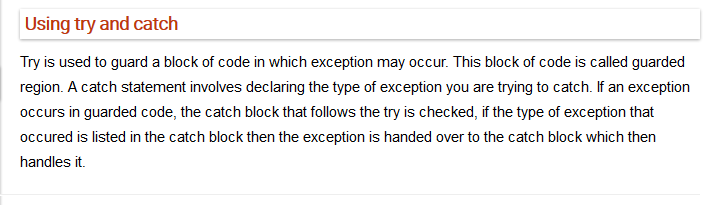 Using try and catch
Try is used to guard a block of code in which exception may occur. This block of code is called guarded
region. A catch statement involves declaring the type of exception you are trying to catch. If an exception
occurs in guarded code, the catch block that follows the try is checked, if the type of exception that
occured is listed in the catch block then the exception is handed over to the catch block which then
handles it.